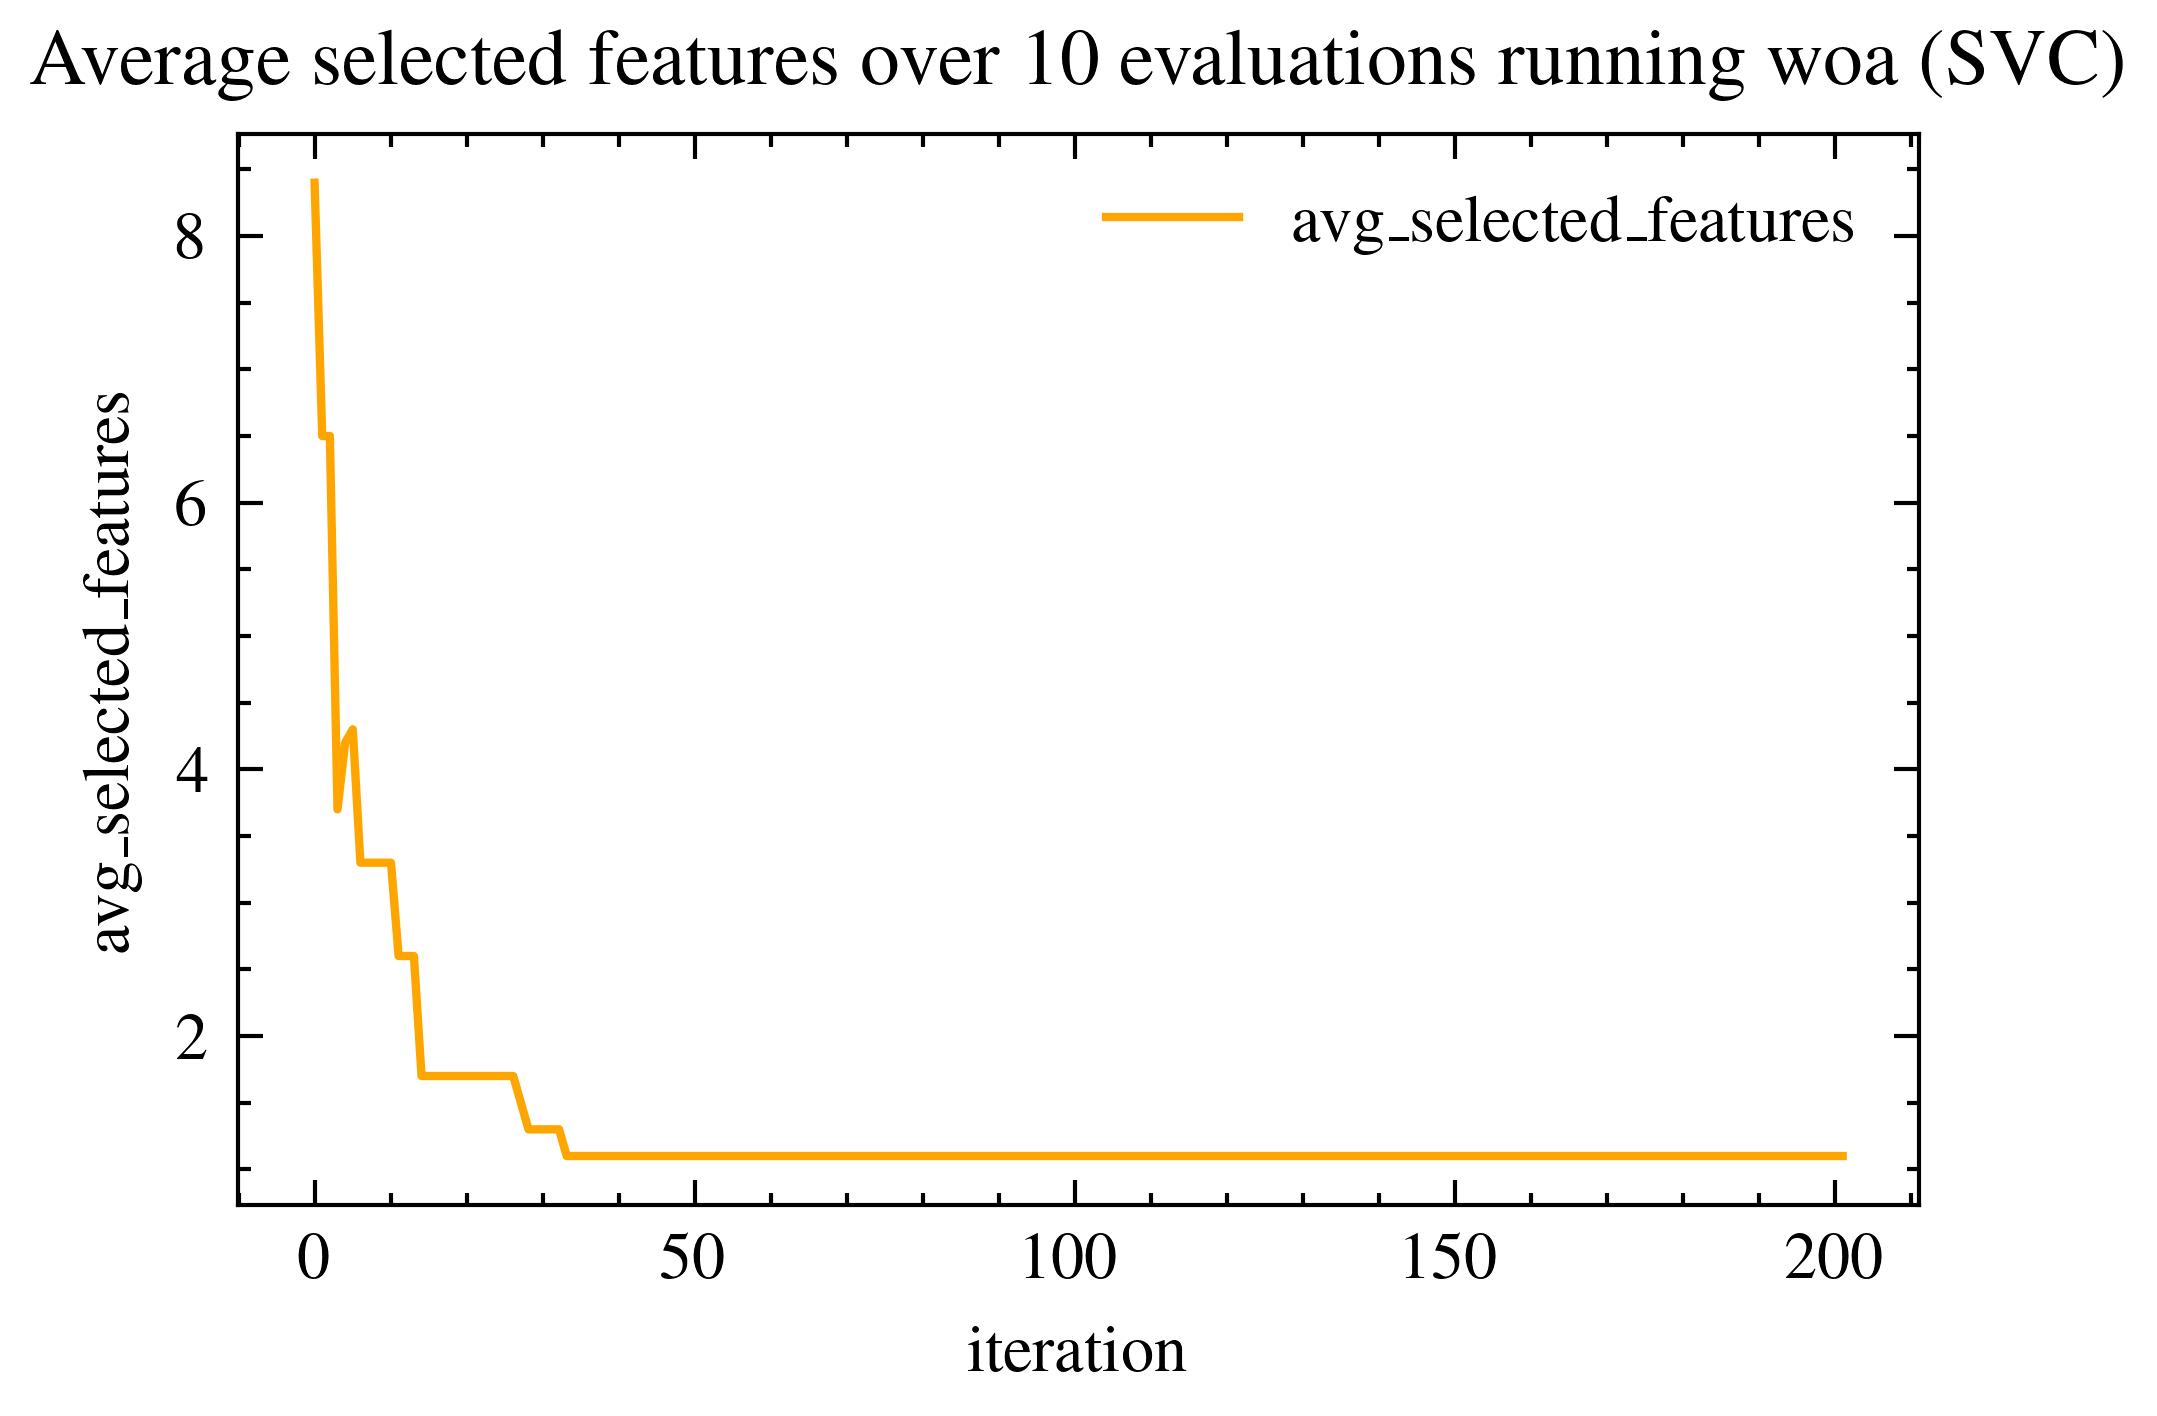 Average selected features over 10 evaluations running woa (SVC)
avg_selected_features
8
6
4
2
avg_selected_features
0 50 100 150 200
iteration